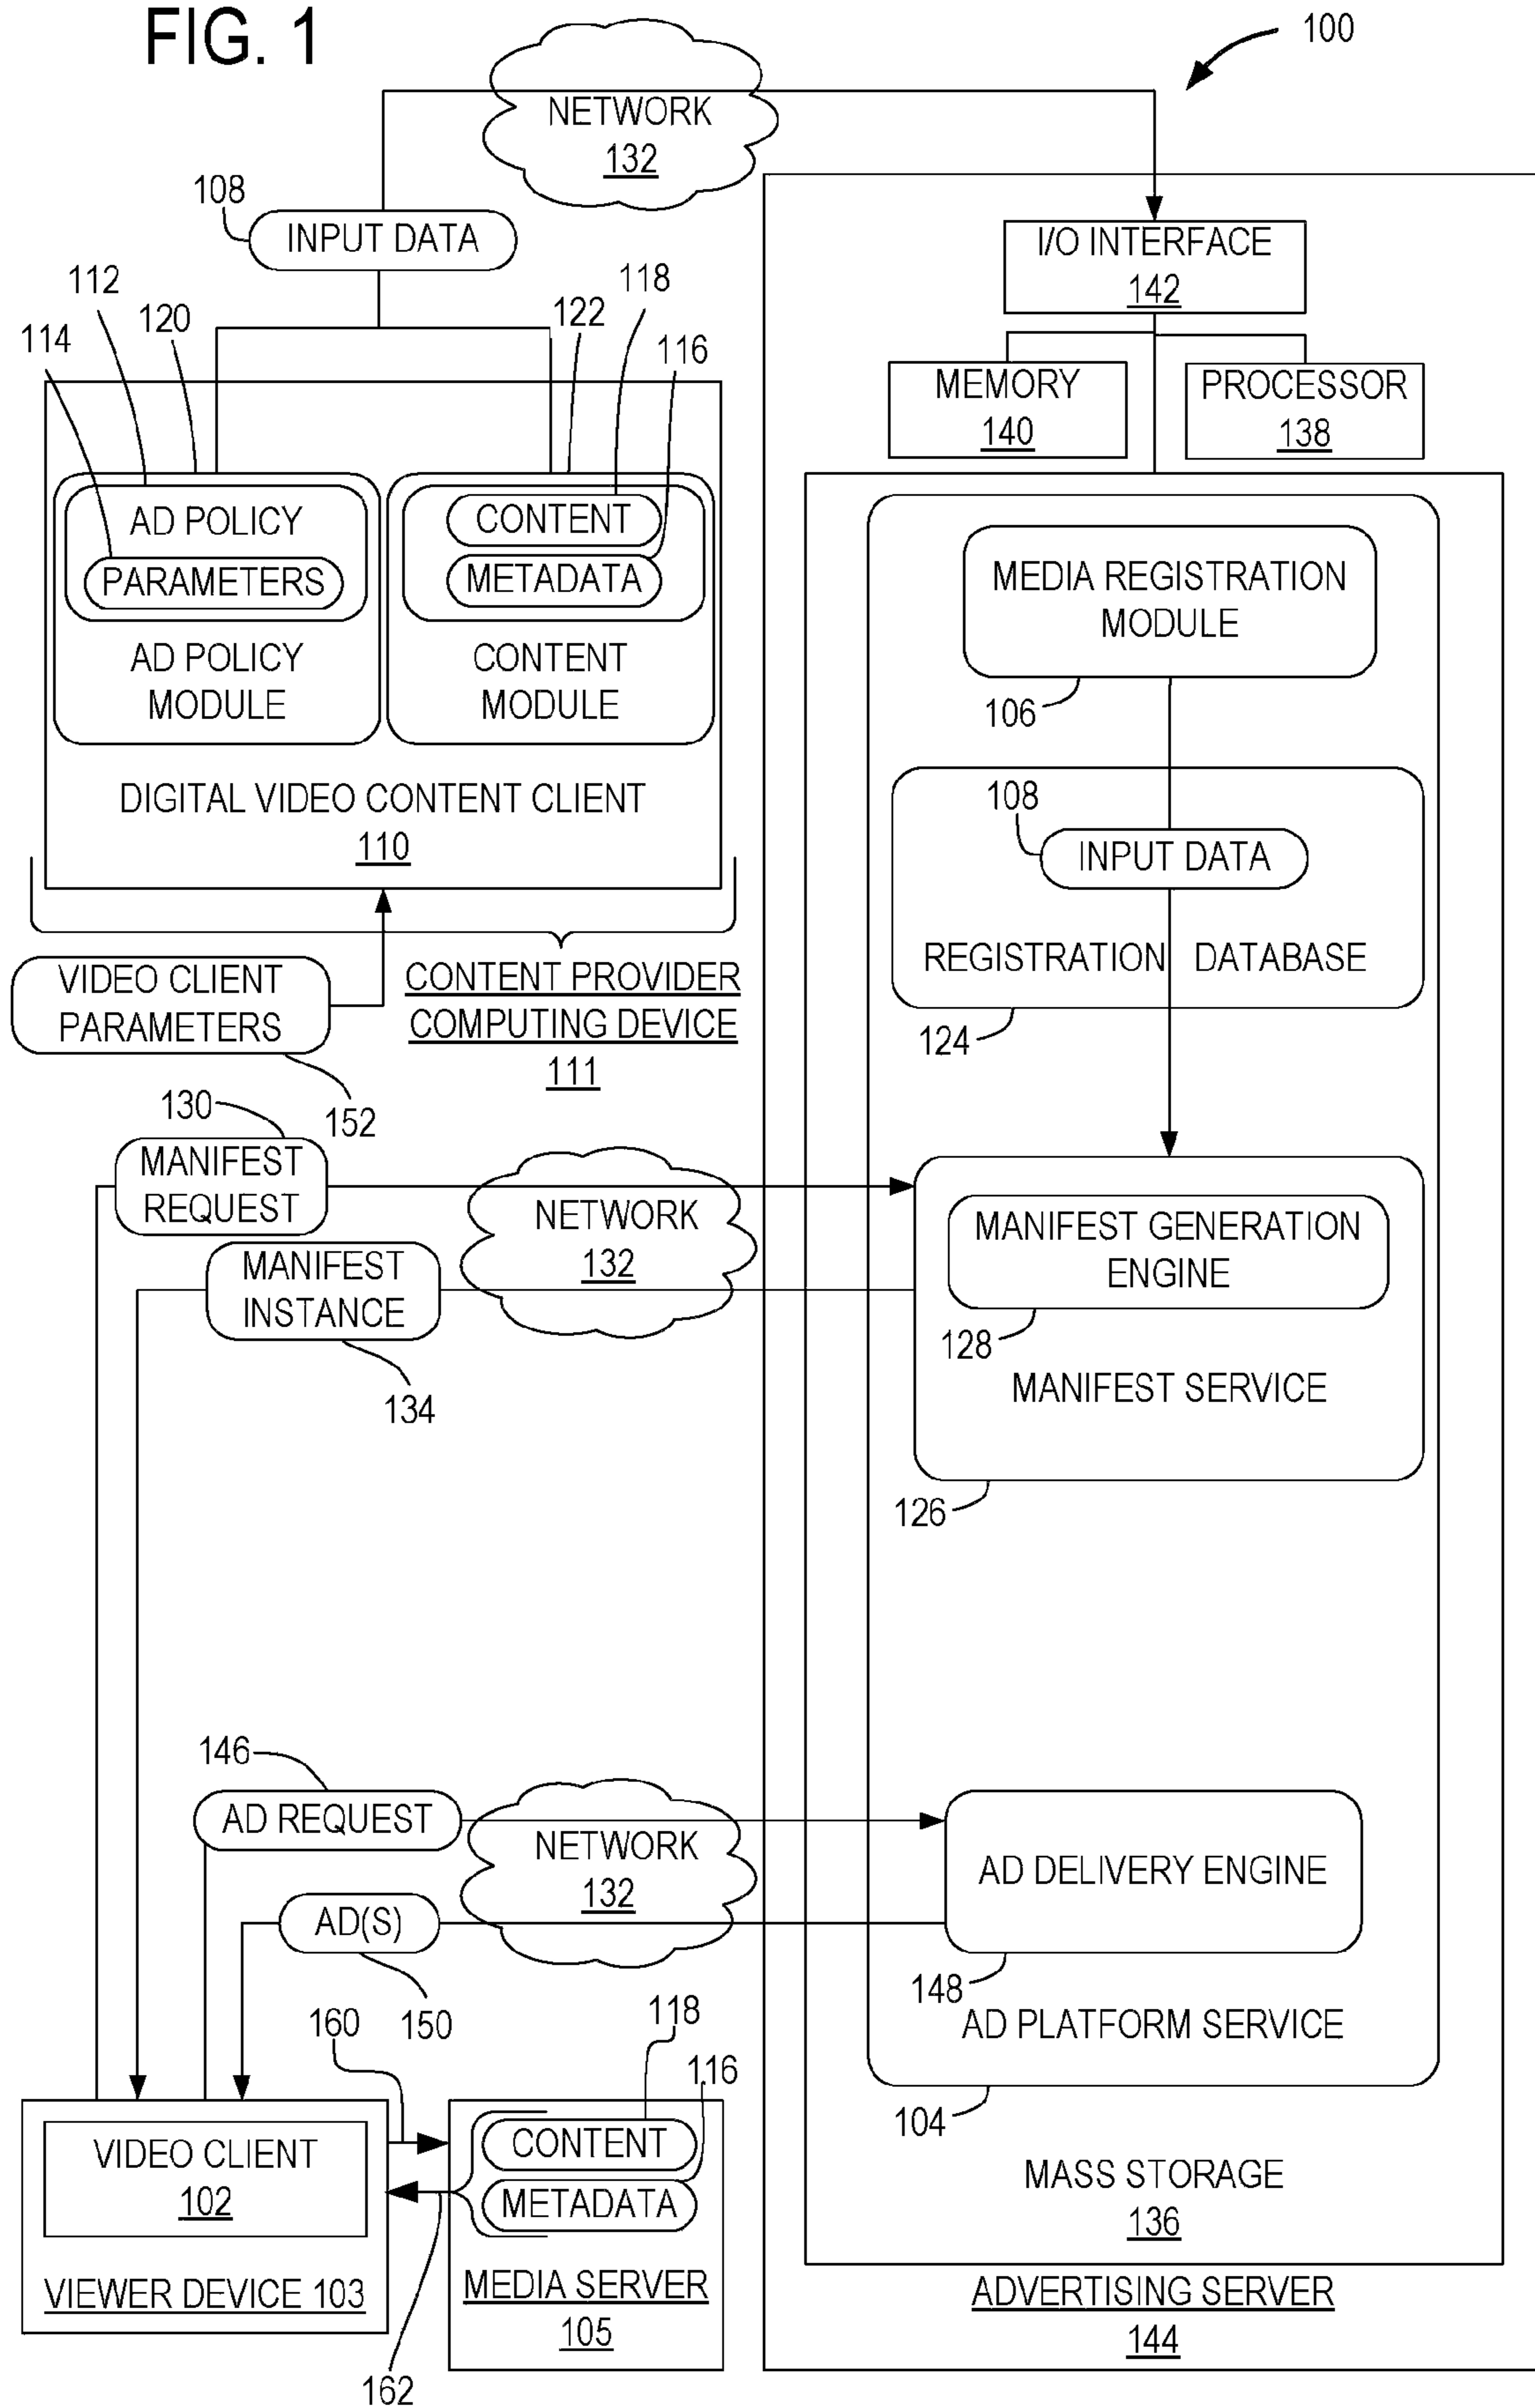 FIG. 1
100
NETWORK
132
108
INPUT DATA
I/O INTERFACE
142
112
118
120
122
114
116
MEMORY
140
PROCESSOR
138
AD POLICY
PARAMETERS
AD POLICY
MODULE
CONTENT
METADATA
CONTENT
MODULE
MEDIA REGISTRATION
MODULE
106
DIGITAL VIDEO CONTENT CLIENT
110
108
INPUT DATA
REGISTRATION DATABASE
124
VIDEO CLIENT
PARAMETERS
152
CONTENT PROVIDER
COMPUTING DEVICE
111
130
MANIFEST
REQUEST
MANIFEST
INSTANCE
134
NETWORK
132
MANIFEST GENERATION
ENGINE
128
MANIFEST SERVICE
126
146
AD REQUEST
NETWORK
132
AD(S)
150
AD DELIVERY ENGINE
148
AD PLATFORM SERVICE
104
160
118
116
VIDEO CLIENT
102
VIEWER DEVICE 103
CONTENT
METADATA
MEDIA SERVER
105
162
MASS STORAGE
136
ADVERTISING SERVER
144